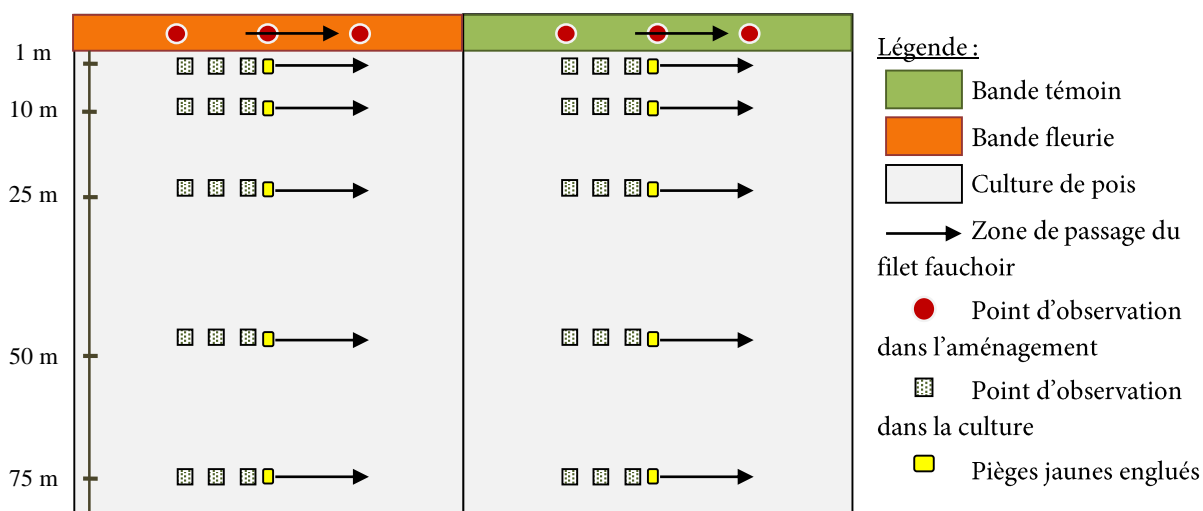 1 m
10 m
25 m
50 m
75 m
Légende :
Bande témoin
Bande fleurie
Culture de pois
Zone de passage du
filet fauchoir
Point d’observation
dans l’aménagement
Point d’observation
dans la culture
Pièges jaunes englués